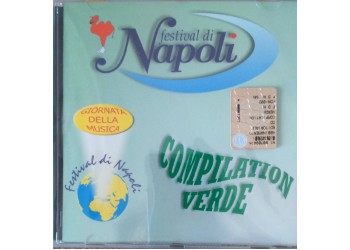 festival di
Napoli
GIORNATA
DELLA
MUSICA
Festival di Napoli
COMPILATION
VERDE